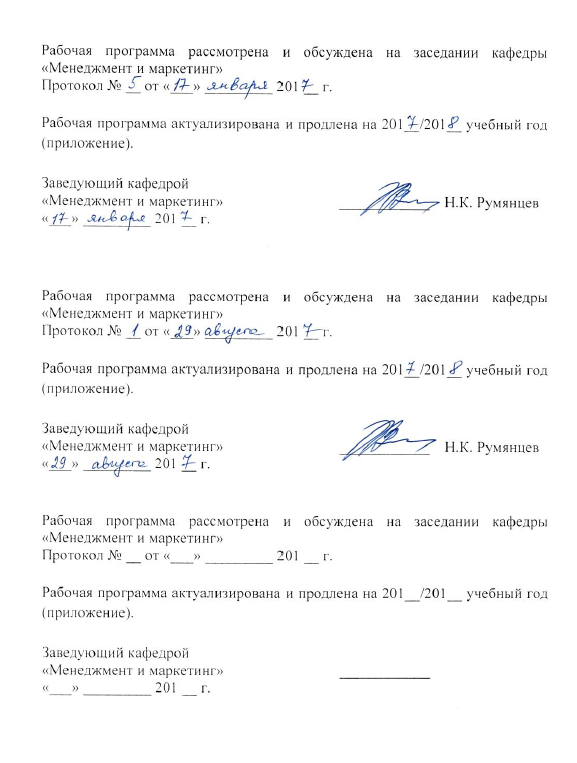 Рабочая программа рассмотрена и обсуждена на заседании кафедры
«Менеджмент и маркетинг»
Протокол № 5 от «17» января 2017 г.
Рабочая программа актуализирована и продлена на 2017/2018 учебный год
(приложение).
Заведующий кафедрой
«Менеджмент и маркетинг» Н.К. Румянцев
«17» января 2017 г.
Рабочая программа рассмотрена и обсуждена на заседании кафедры
«Менеджмент и маркетинг»
Протокол № 1 от «29» августа 2017 г.
Рабочая программа актуализирована и продлена на 2017/2018 учебный год
(приложение).
Заведующий кафедрой
«Менеджмент и маркетинг» Н.К. Румянцев
«29» августа 2017 г.
Рабочая программа рассмотрена и обсуждена на заседании кафедры
«Менеджмент и маркетинг»
Протокол № __ от «___» __________ 201 __ г.
Рабочая программа актуализирована и продлена на 201__/201__ учебный год
(приложение).
Заведующий кафедрой
«Менеджмент и маркетинг» _____________
«___» __________ 201 __ г.